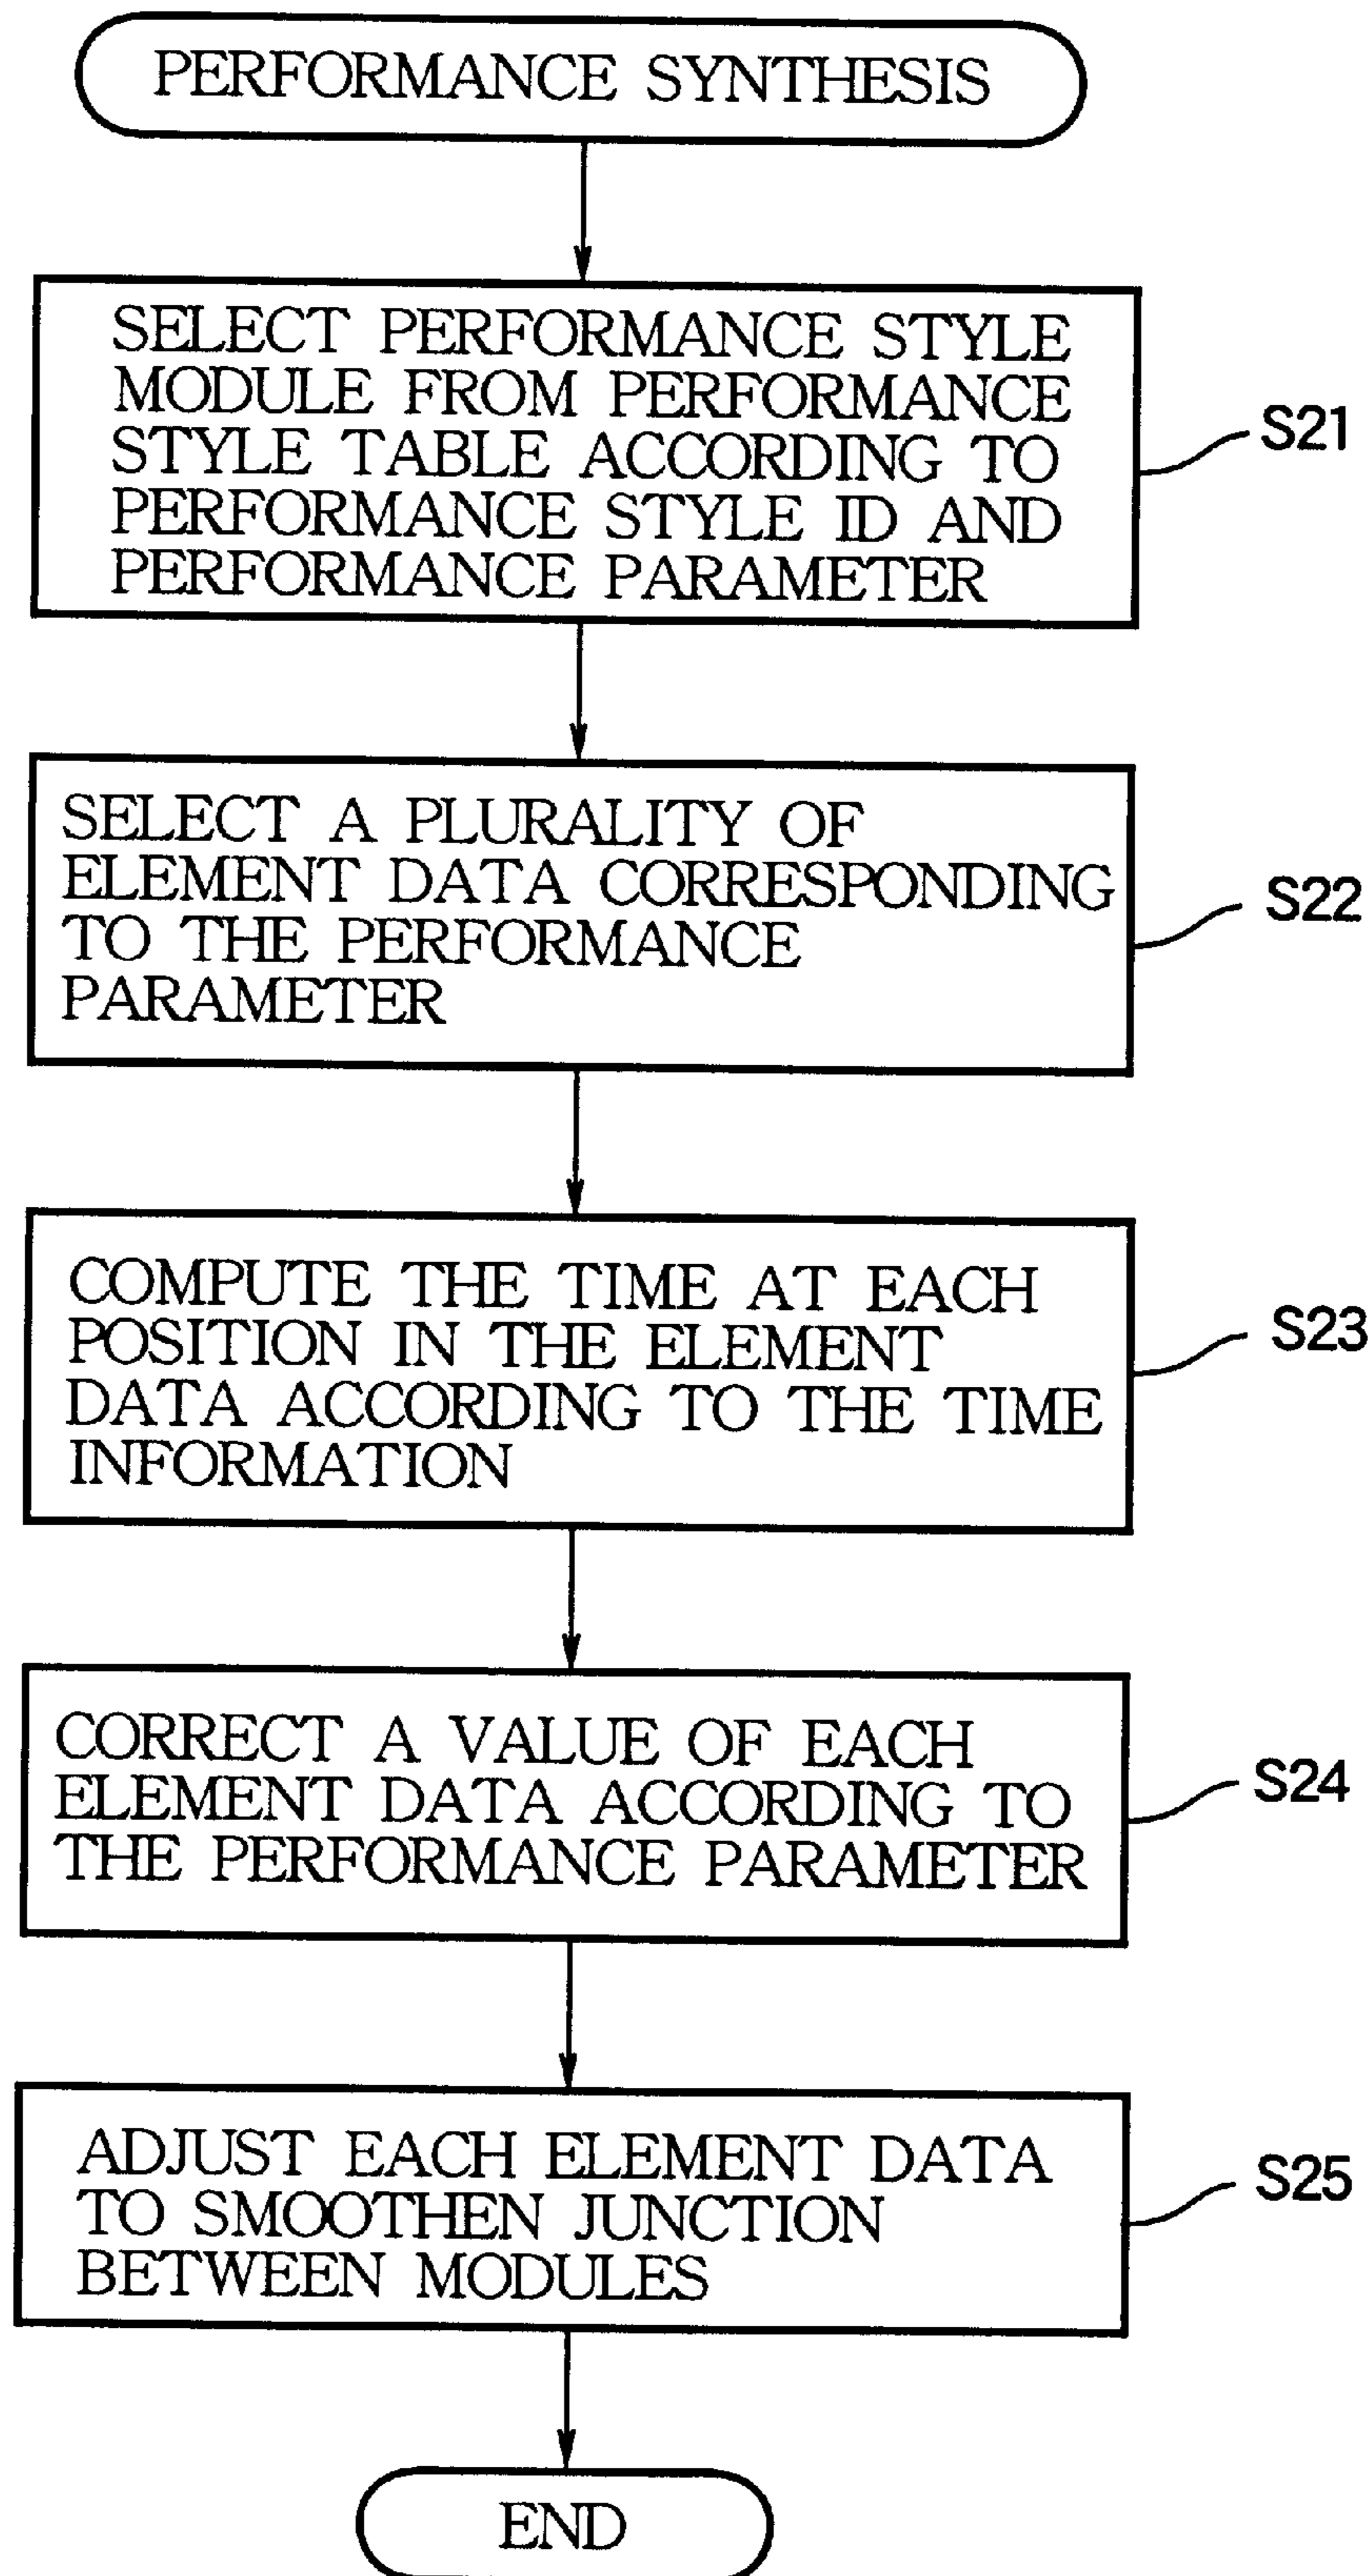 PERFORMANCE SYNTHESIS
SELECT PERFORMANCE STYLE
MODULE FROM PERFORMANCE
STYLE TABLE ACCORDING TO
PERFORMANCE STYLE ID AND
PERFORMANCE PARAMETER
S21
SELECT A PLURALITY OF
ELEMENT DATA CORRESPONDING
TO THE PERFORMANCE
PARAMETER
S22
COMPUTE THE TIME AT EACH
POSITION IN THE ELEMENT
DATA ACCORDING TO THE TIME
INFORMATION
S23
CORRECT A VALUE OF EACH
ELEMENT DATA ACCORDING TO
THE PERFORMANCE PARAMETER
S24
ADJUST EACH ELEMENT DATA
TO SMOOTHEN JUNCTION
BETWEEN MODULES
S25
END